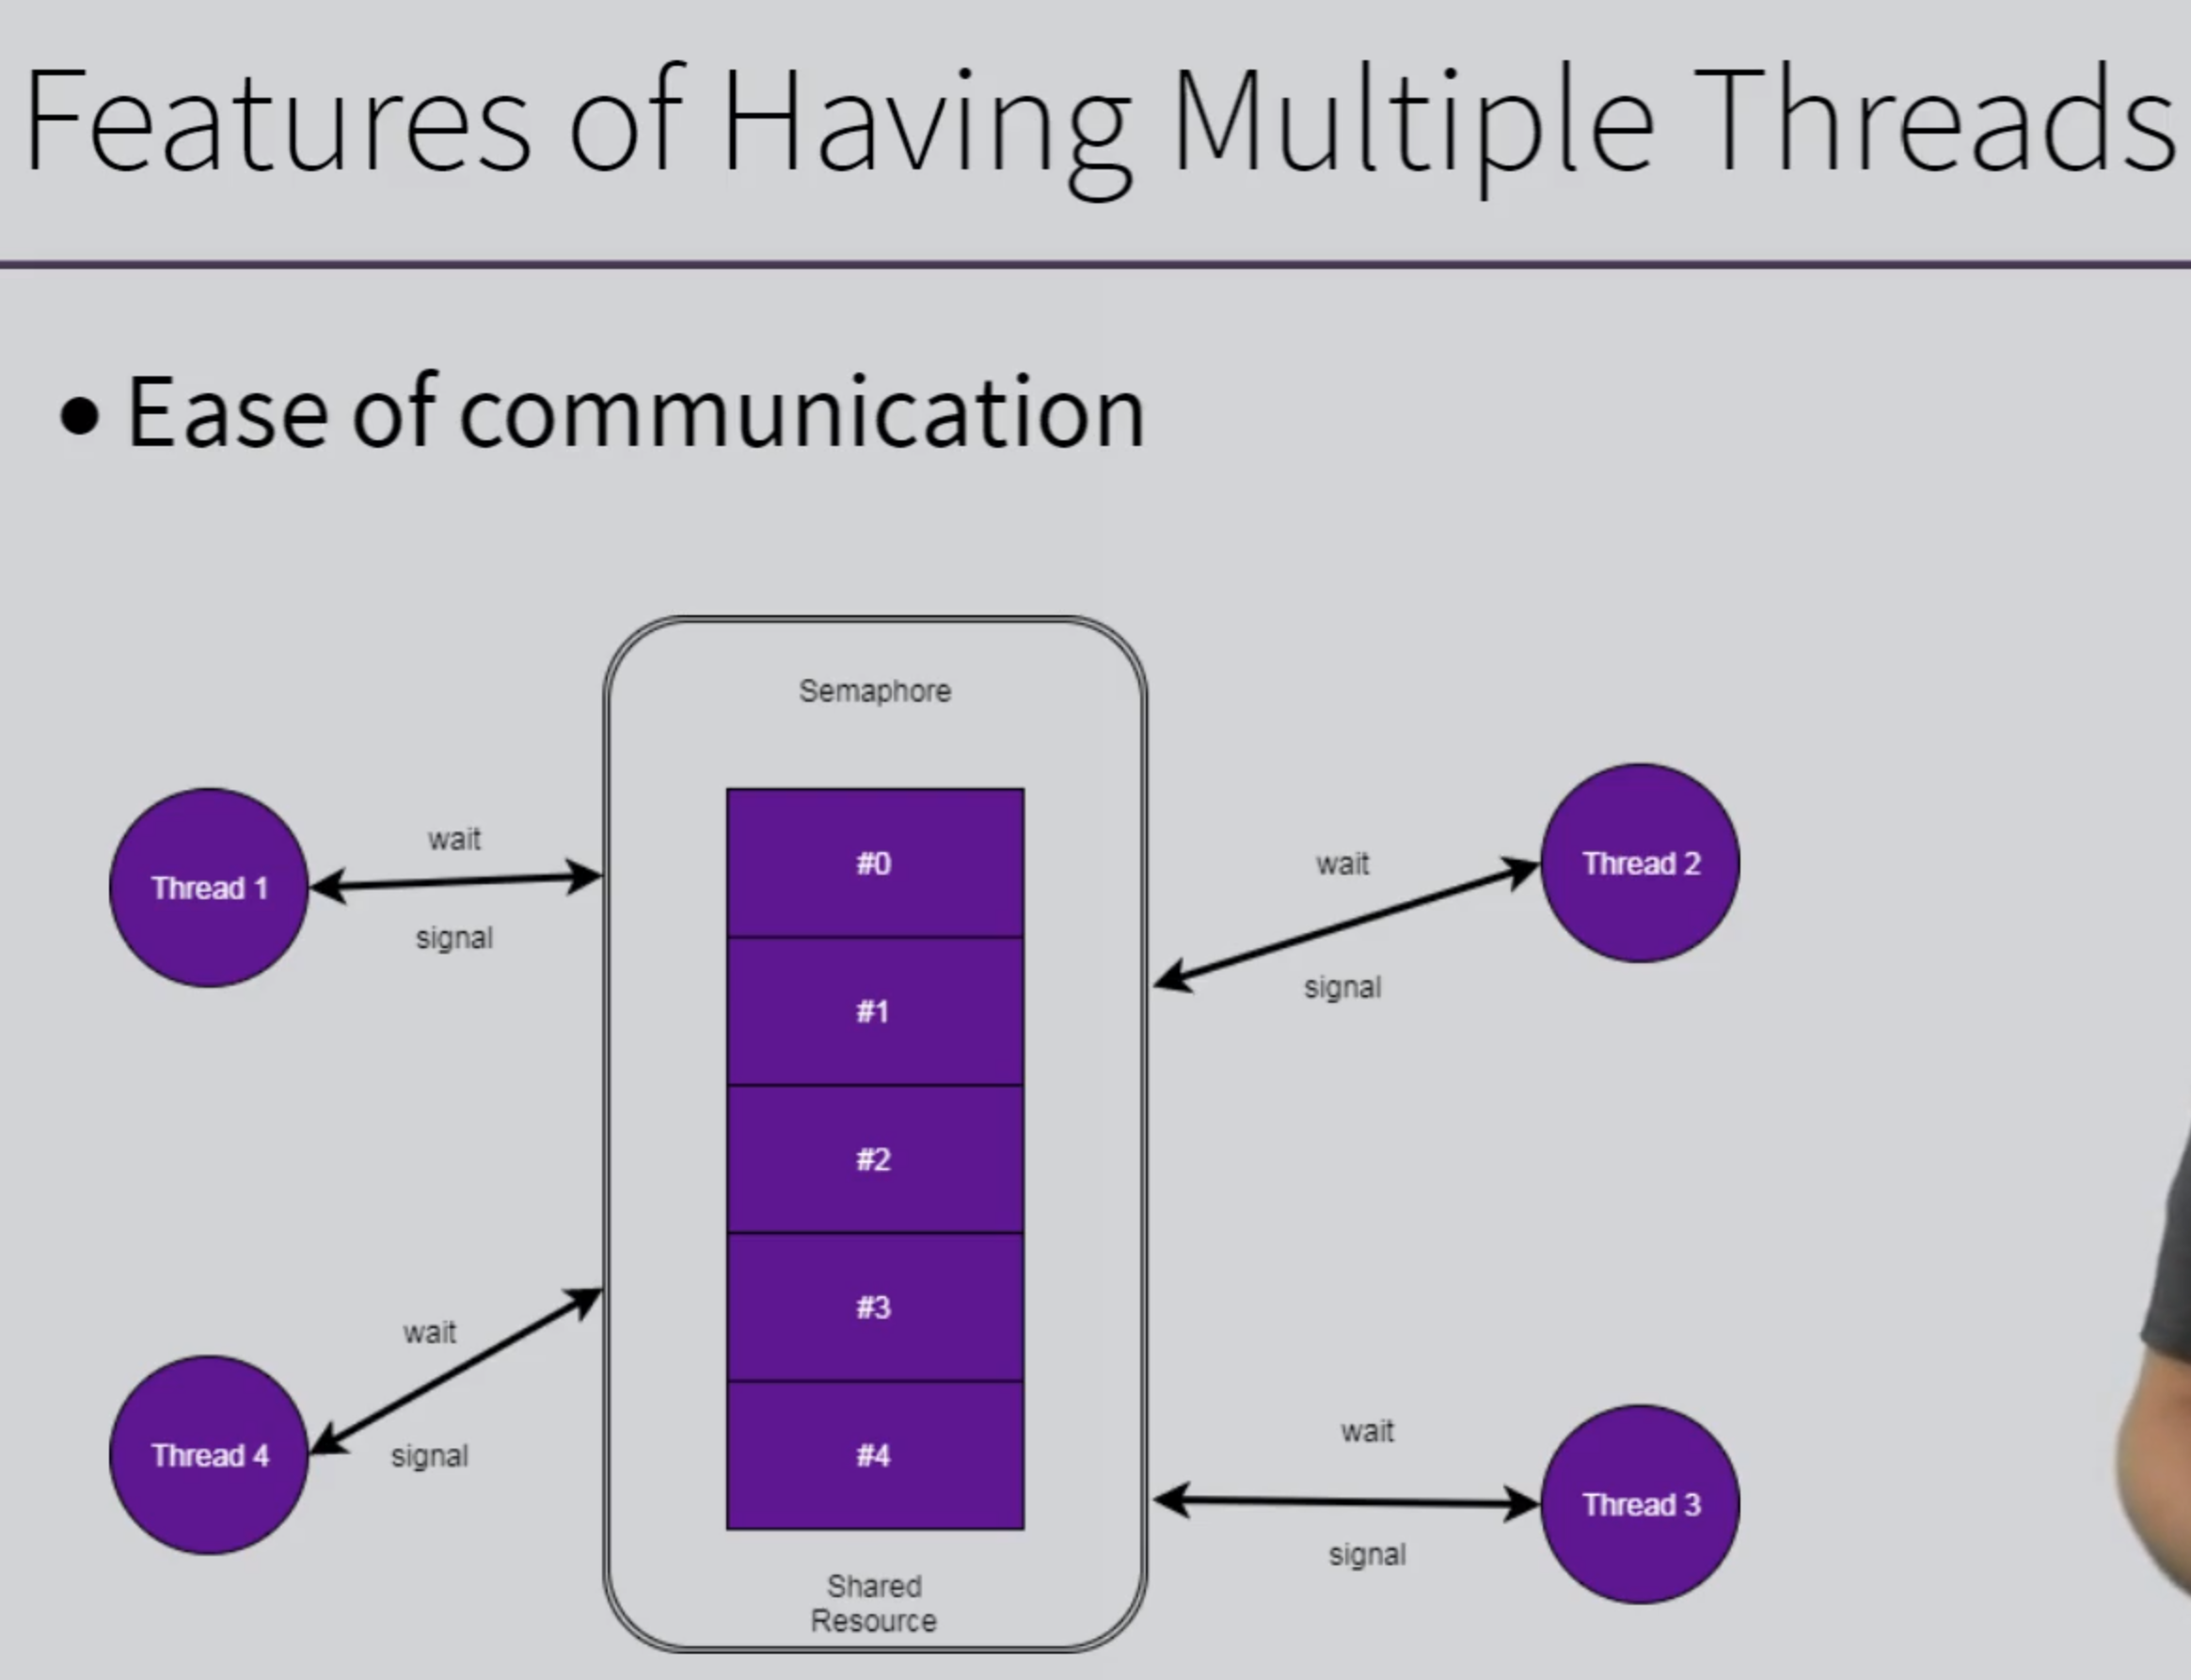 Features of Having Multiple Threads
• Ease of communication
Semaphore
Thread 1
wait
signal
#0
#1
#2
#3
#4
wait
signal
Thread 2
Thread 4
wait
signal
wait
signal
Thread 3
Shared
Resource